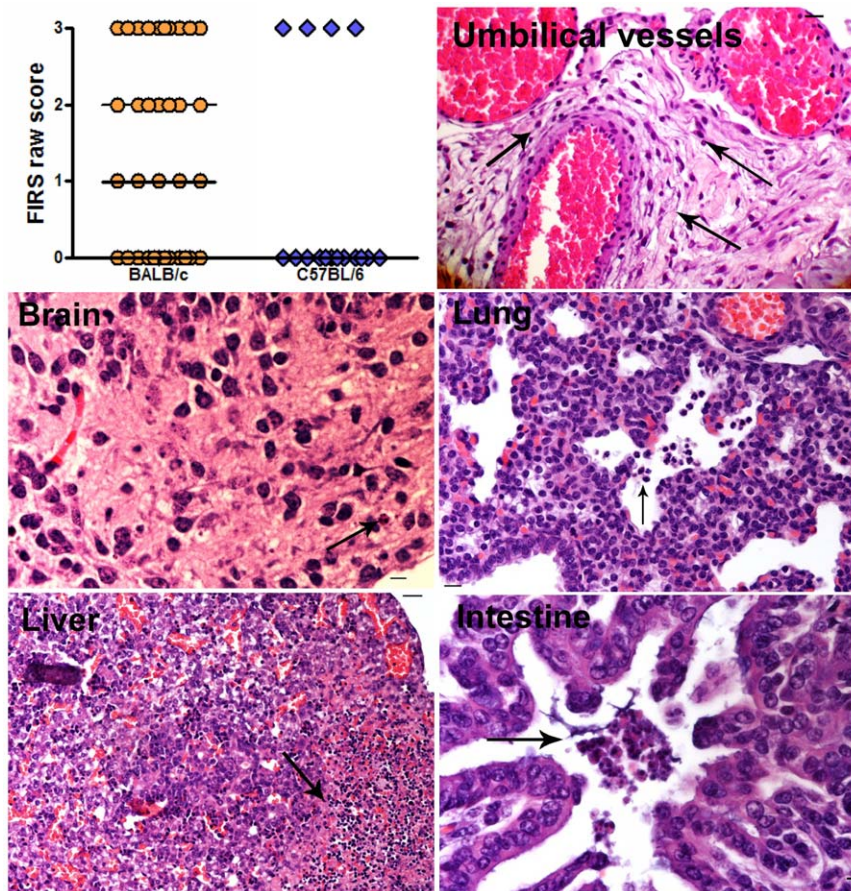 3
2
1
0
FIRS raw score
BALB/c
C57BL/6
Umbilical vessels
Brain
Lung
Liver
Intestine